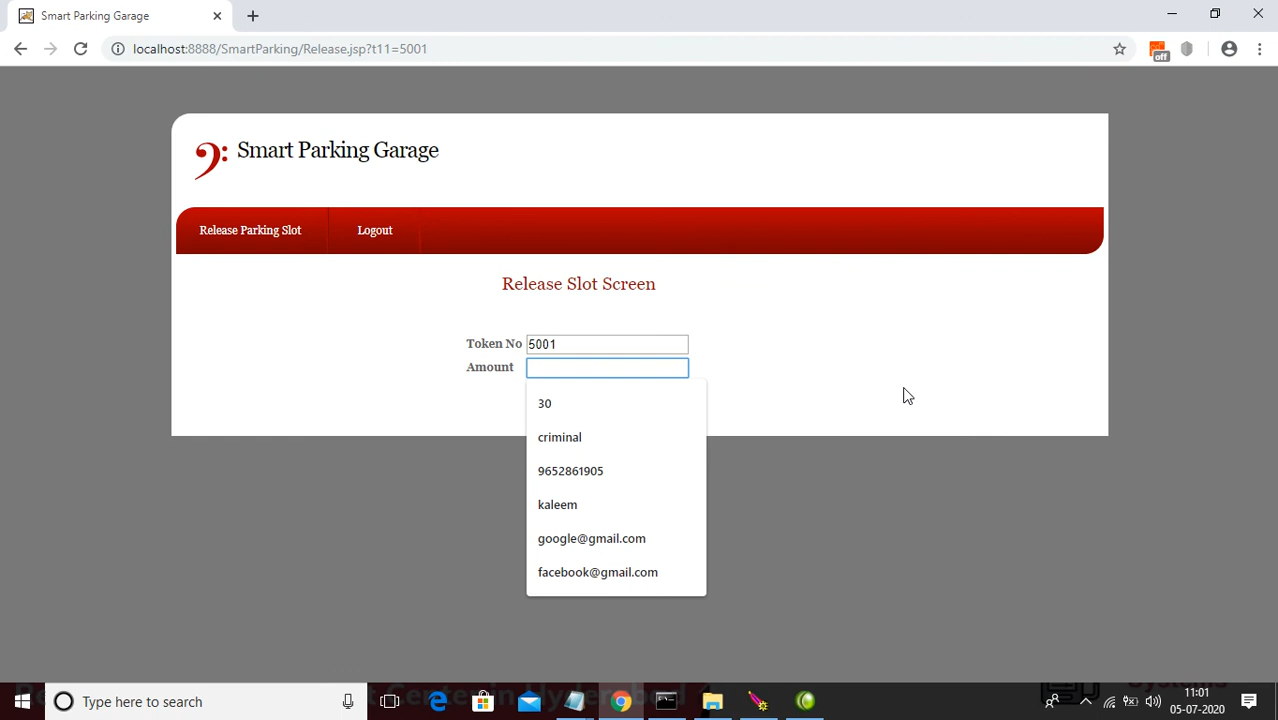 Smart Parking Garage
localhost:8888/SmartParking/Release.jsp?t11=5001
off
Smart Parking Garage
Release Parking Slot
Logout
Release Slot Screen
Token No 5001
Amount
30
criminal
9652861905
kaleem
google@gmail.com
facebook@gmail.com
Type here to search
11:01
05-07-2020